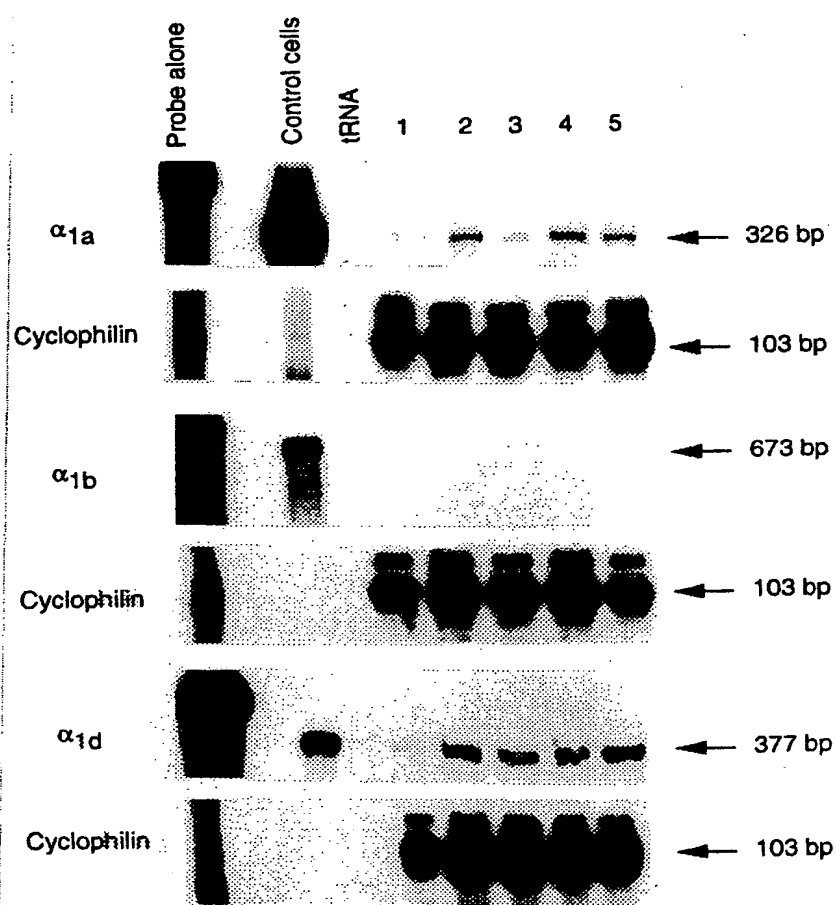 Probe alone
Control cells
tRNA
1 2 3 4 5
α1a
326 bp
Cyclophilin
103 bp
α1b
673 bp
Cyclophilin
103 bp
α1d
377 bp
Cyclophilin
103 bp